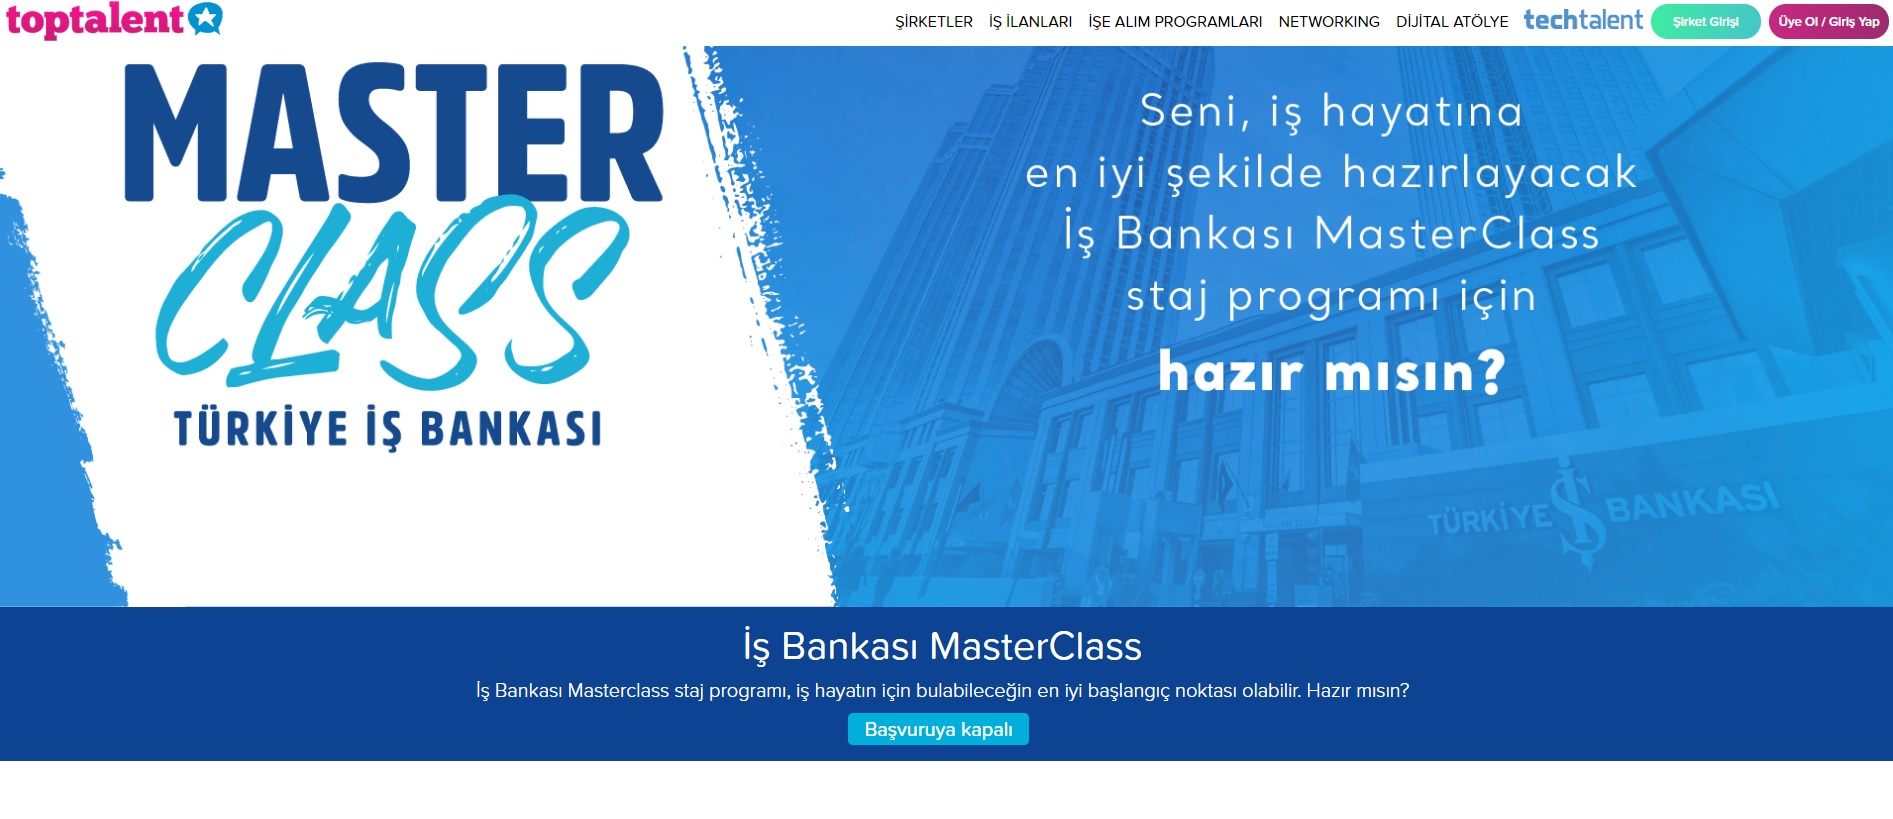 toptalent
ŞİRKETLER İŞ İLANLARI İŞE ALIM PROGRAMLARI NETWORKING DİJİTAL ATÖLYE techtalent Şirket Girişi Üye Ol / Giriş Yap
MASTER
CLASS
TÜRKİYE İŞ BANKASI
Seni, iş hayatına
en iyi şekilde hazırlayacak
İş Bankası MasterClass
staj programı için
hazır mısın?
TÜRKİYE İŞ BANKASI
İş Bankası MasterClass
İş Bankası Masterclass staj programı, iş hayatın için bulabileceğin en iyi başlangıç noktası olabilir. Hazır mısın?
Başvuruya kapalı